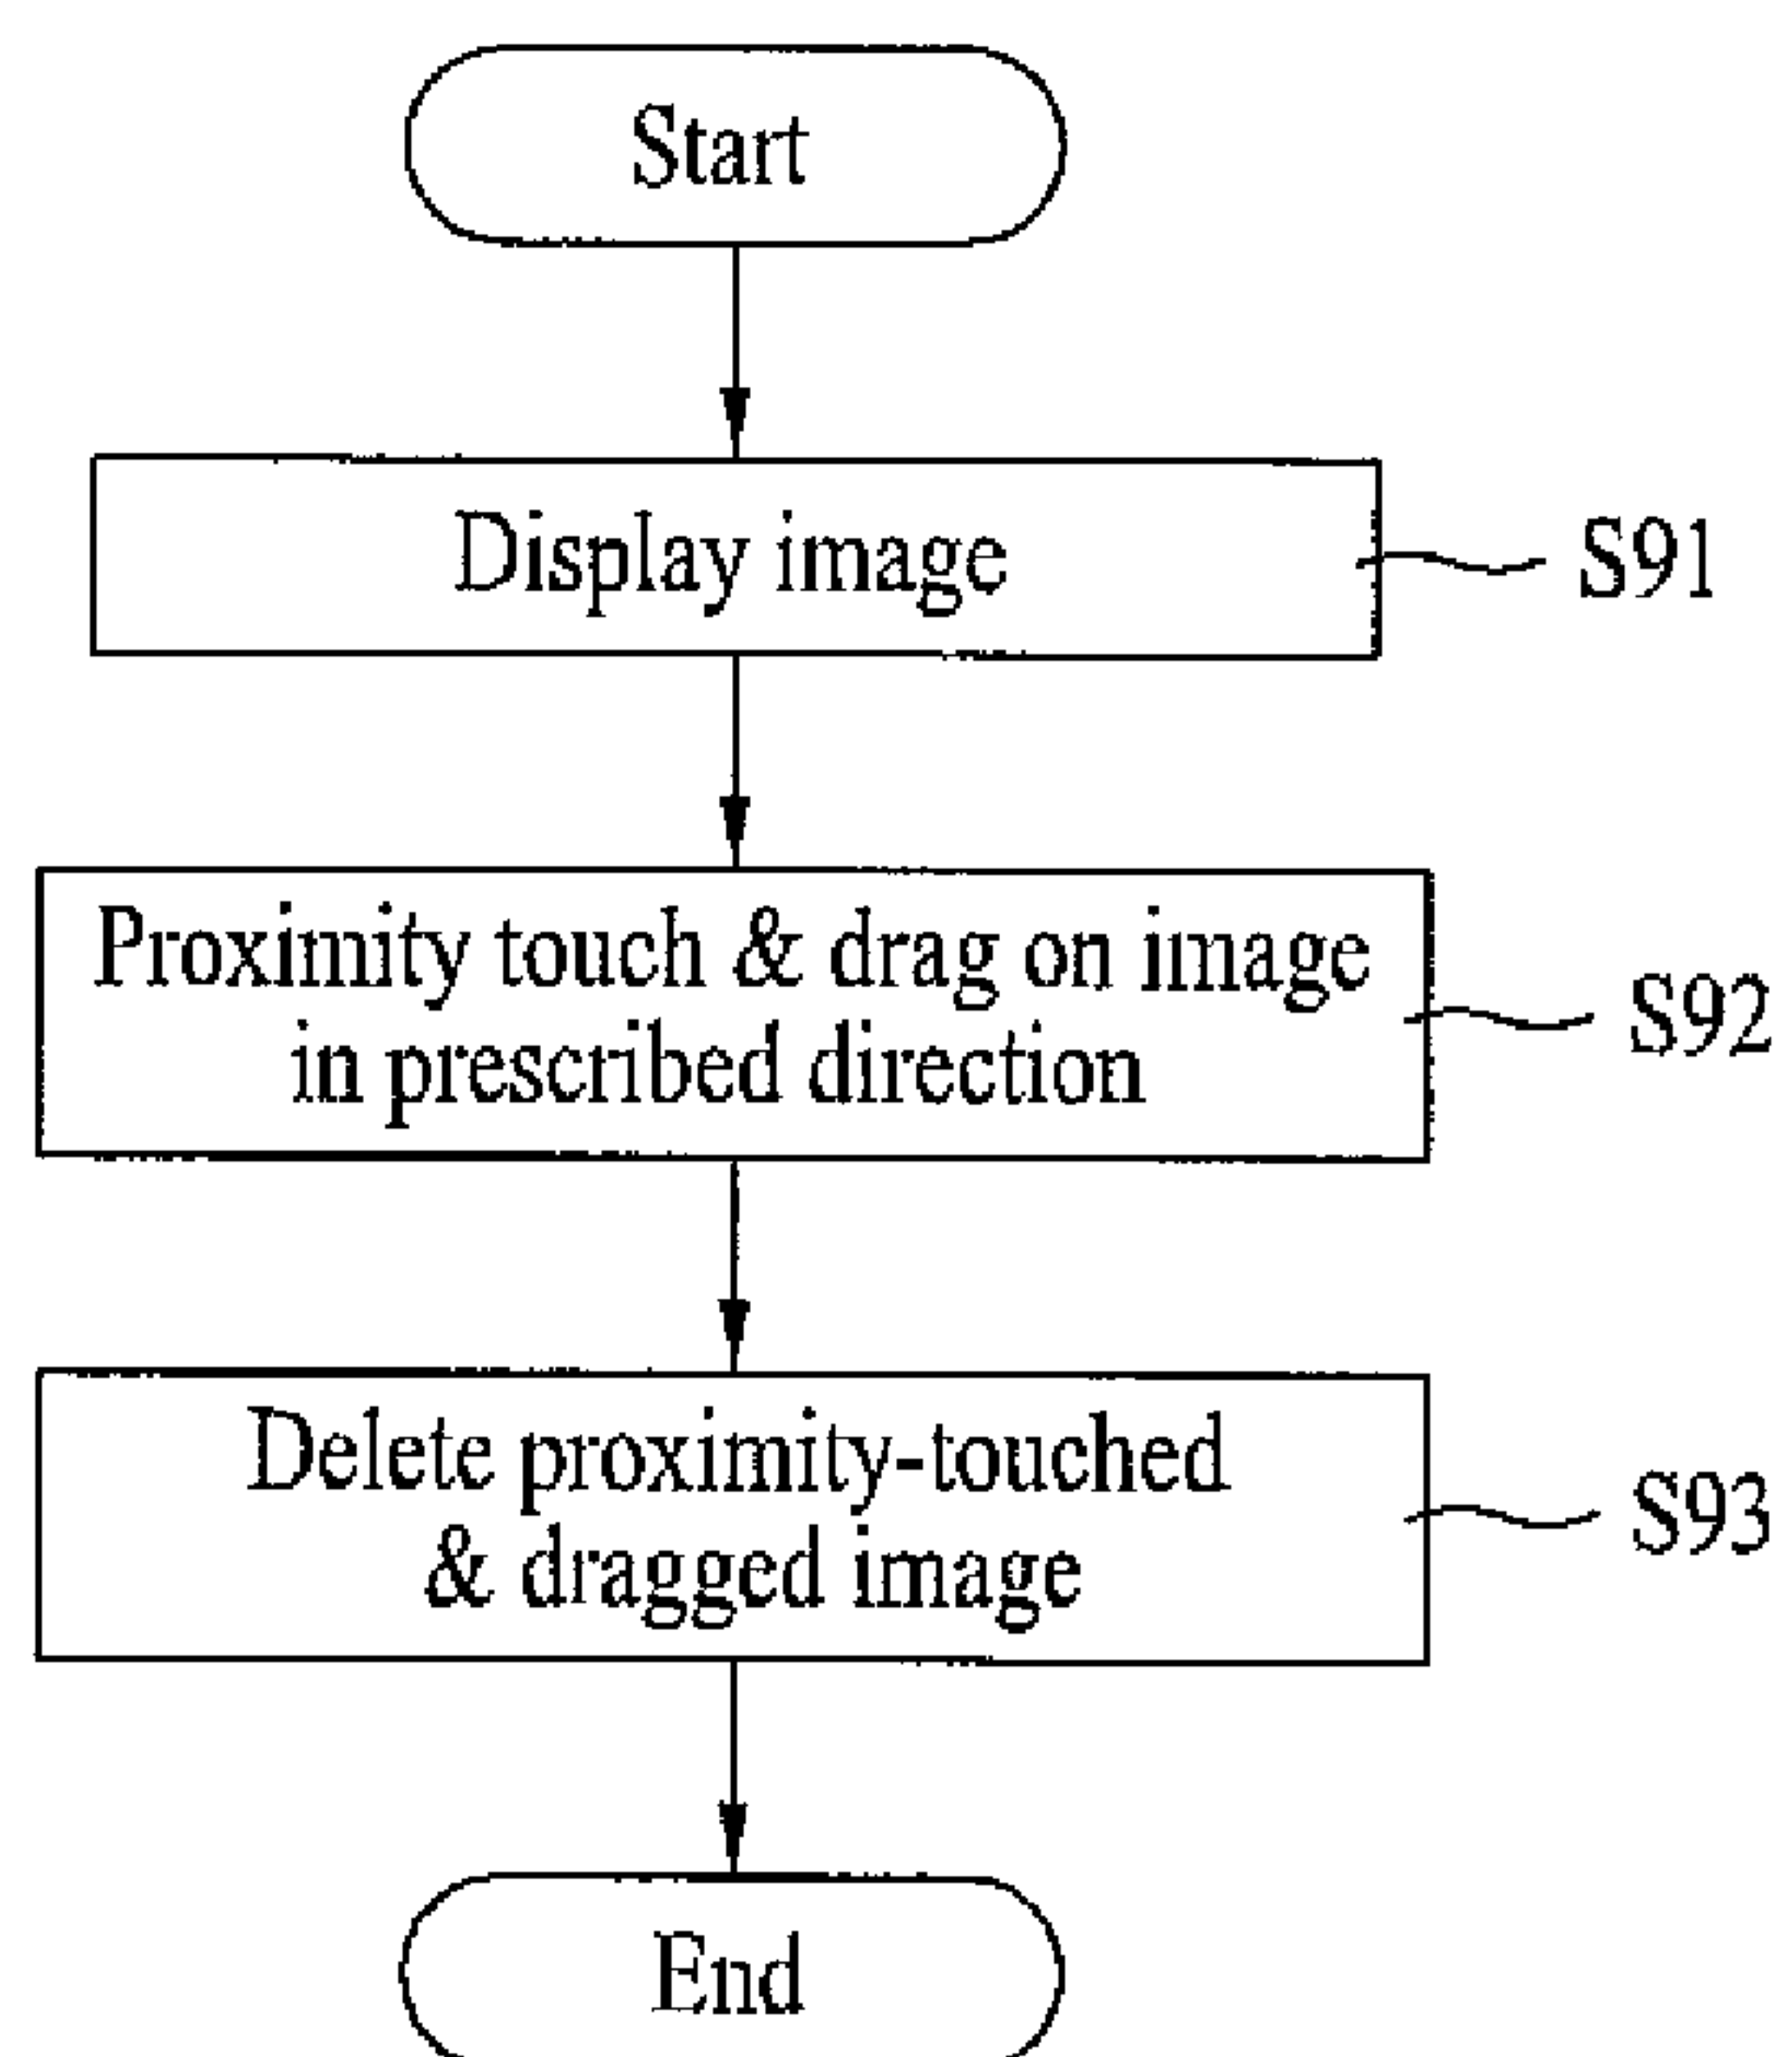 Start
Display image
S91
Proximity touch & drag on image
in prescribed direction
S92
Delete proximity-touched
& dragged image
S93
End